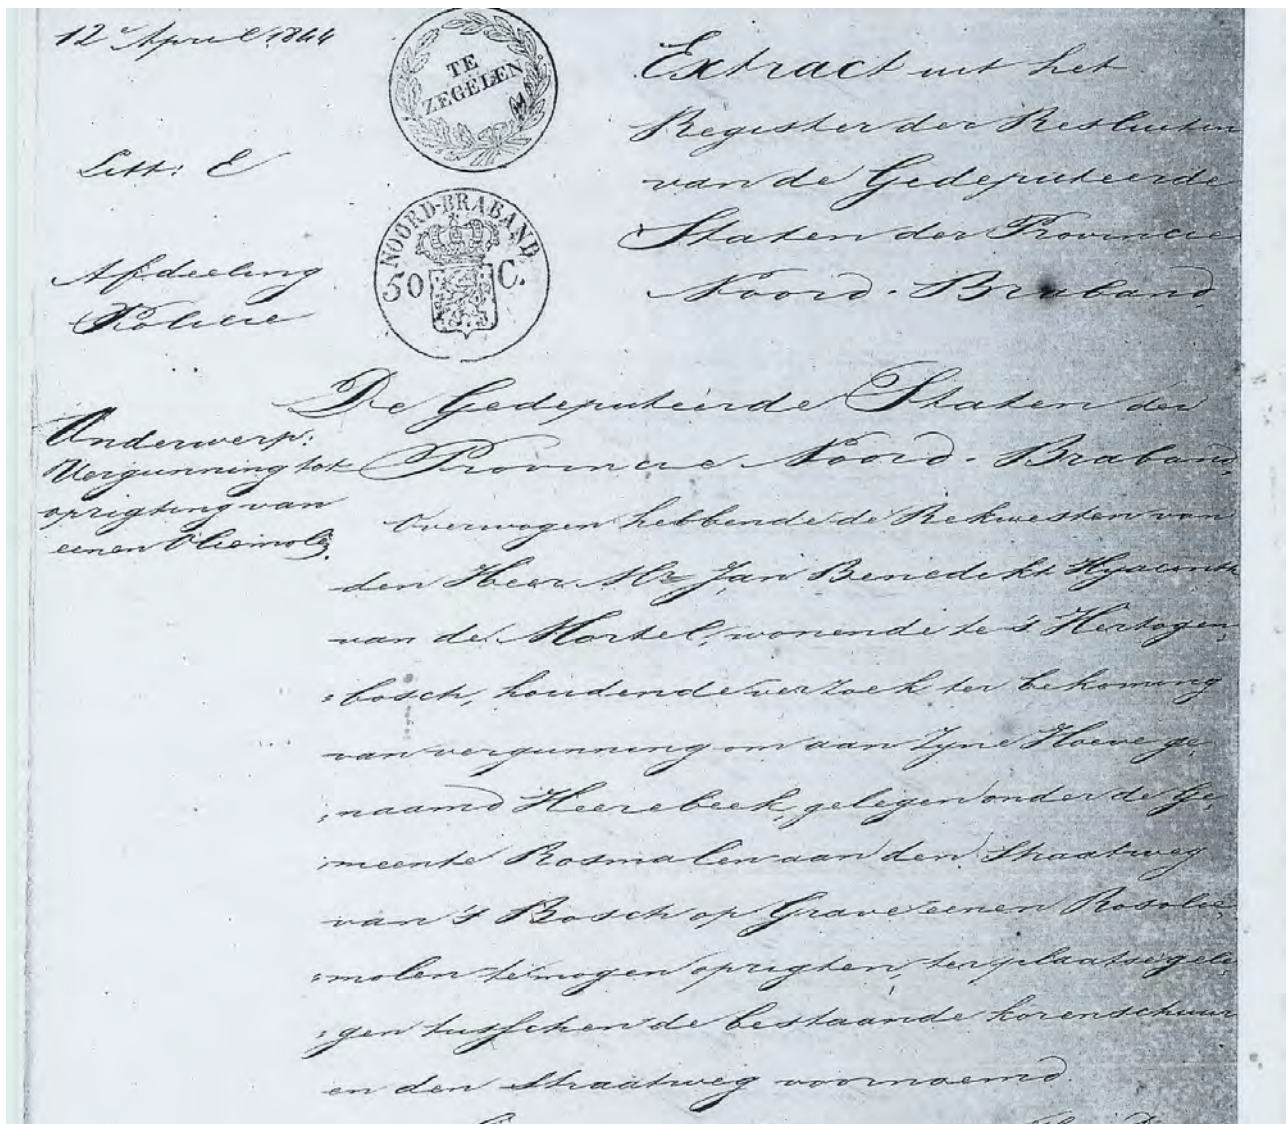 12 April 1844
Litt: E
Afdeeling
Policie
Onderwerp:
Vergunning tot
oprigting van
eenen Oliemolen
TE
ZEGELEN
NOORD-BRABAND
50 C.
Extract uit het
Register der Resolutien
van de Gedeputeerde
Staten der Provincie
Noord-Braband
De Gedeputeerde Staten der
Provincie Noord-Braband,
Overwogen hebbende de Rekwesten van
den Heer Mr Jan Benedikt Hyacinth
van de Mortel, wonende te 's Hertogen,
:bosch, houdende verzoek ter bekoming
van vergunning om aan Zyne Hoeve ge,
:naamd Heerebeek, gelegen onder de Ge,
:meente Rosmalen aan den Straatweg
van 's Bosch op Grave eenen Rosolie,
:molen te mogen oprigten, ter plaatse gele,
:gen tusschen de bestaande korenschuur
en den Straatweg voornoemd.